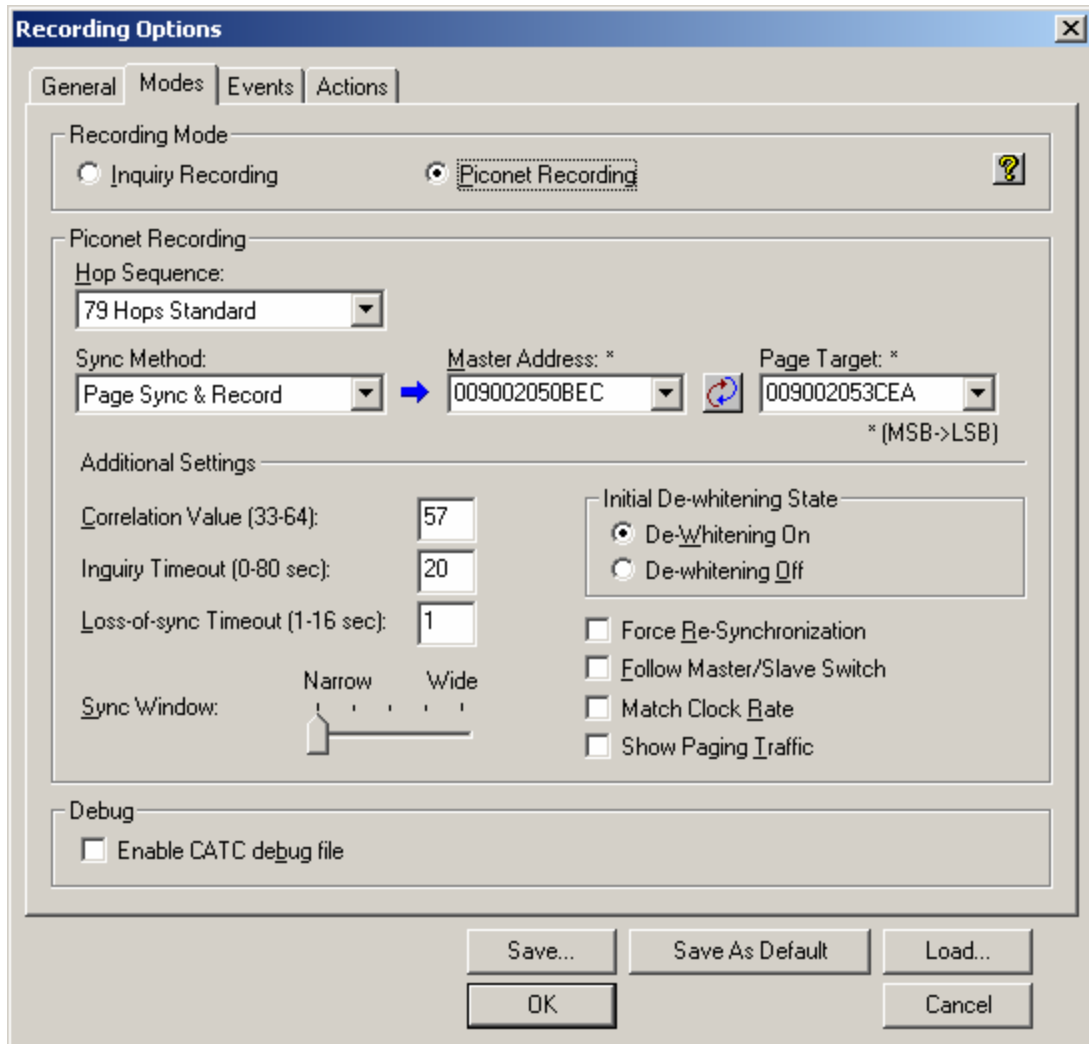 Recording Options
General Modes Events Actions
Recording Mode
Inquiry Recording Piconet Recording
Piconet Recording
Hop Sequence:
79 Hops Standard
Sync Method: Master Address: * Page Target: *
Page Sync & Record 009002050BEC 009002053CEA
* (MSB->LSB)
Additional Settings
Correlation Value (33-64): 57
Inquiry Timeout (0-80 sec): 20
Loss-of-sync Timeout (1-16 sec): 1
Sync Window: Narrow Wide
Initial De-whitening State
De-Whitening On
De-whitening Off
Force Re-Synchronization
Follow Master/Slave Switch
Match Clock Rate
Show Paging Traffic
Debug
Enable CATC debug file
Save... Save As Default Load...
OK Cancel